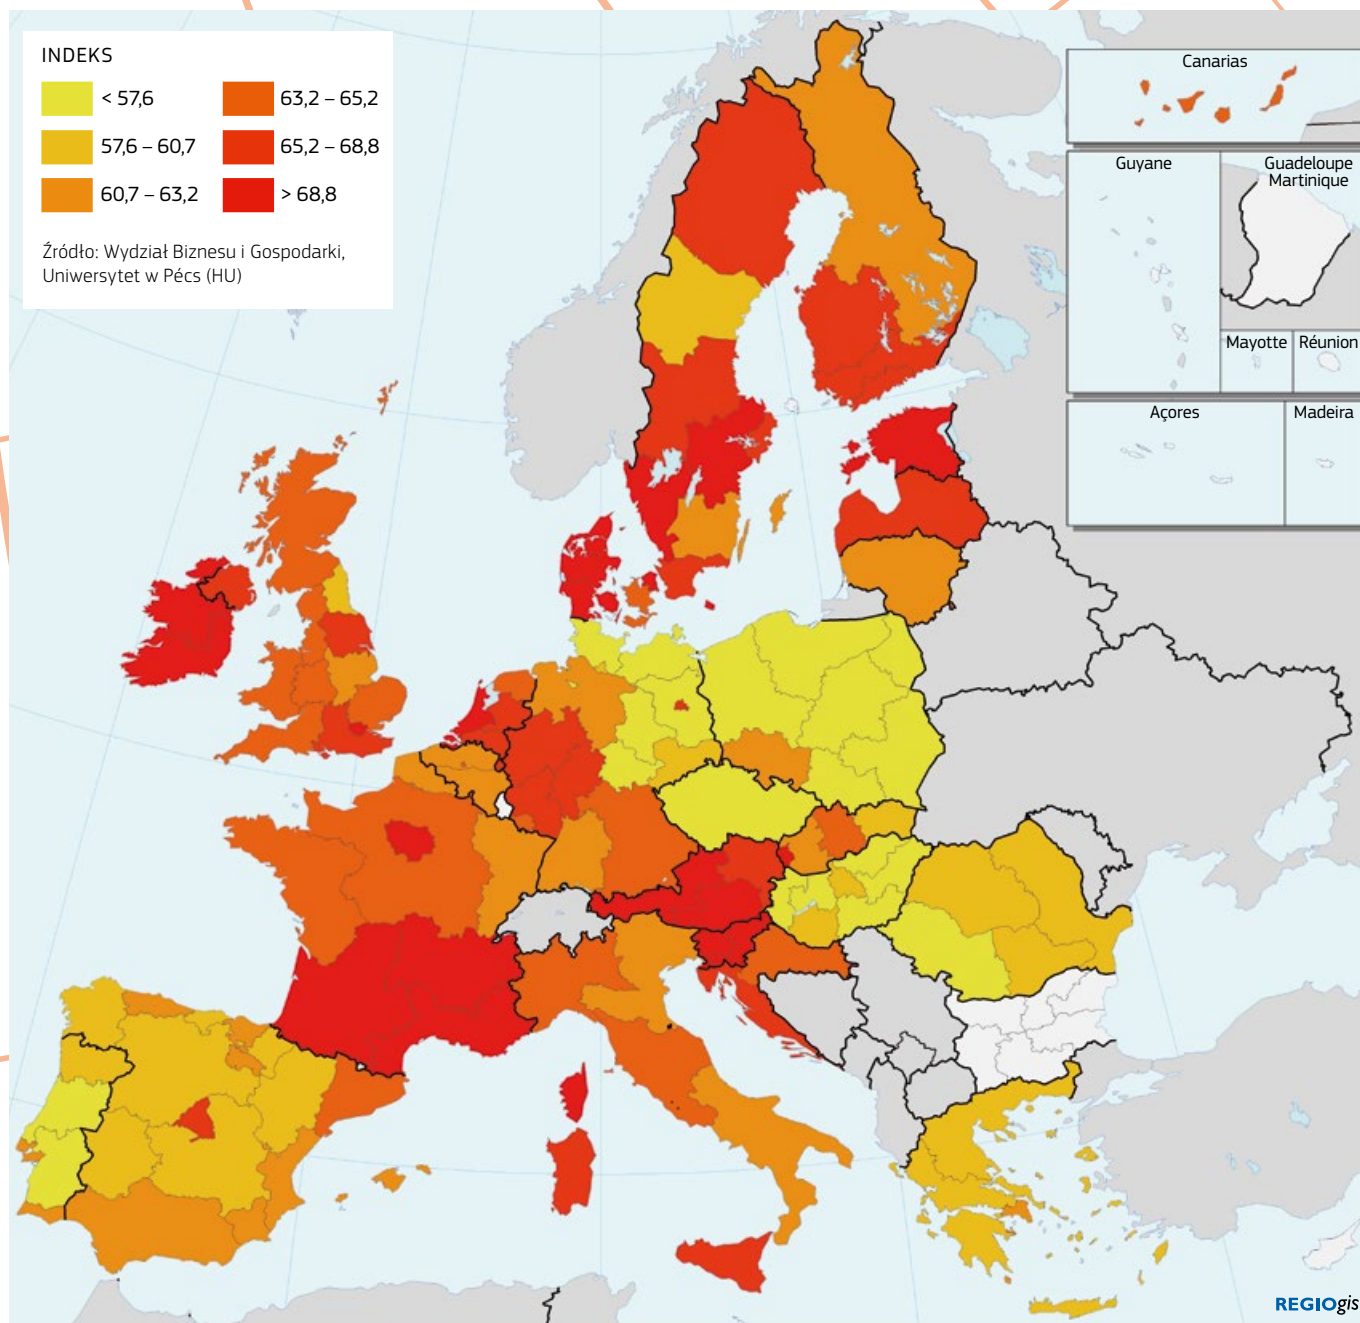 INDEKS
< 57,6
57,6 – 60,7
60,7 – 63,2
63,2 – 65,2
65,2 – 68,8
> 68,8
Źródło: Wydział Biznesu i Gospodarki,
Uniwersytet w Pécs (HU)
Canarias
Guyane
Guadeloupe
Martinique
Mayotte
Réunion
Açores
Madeira
REGIOgis